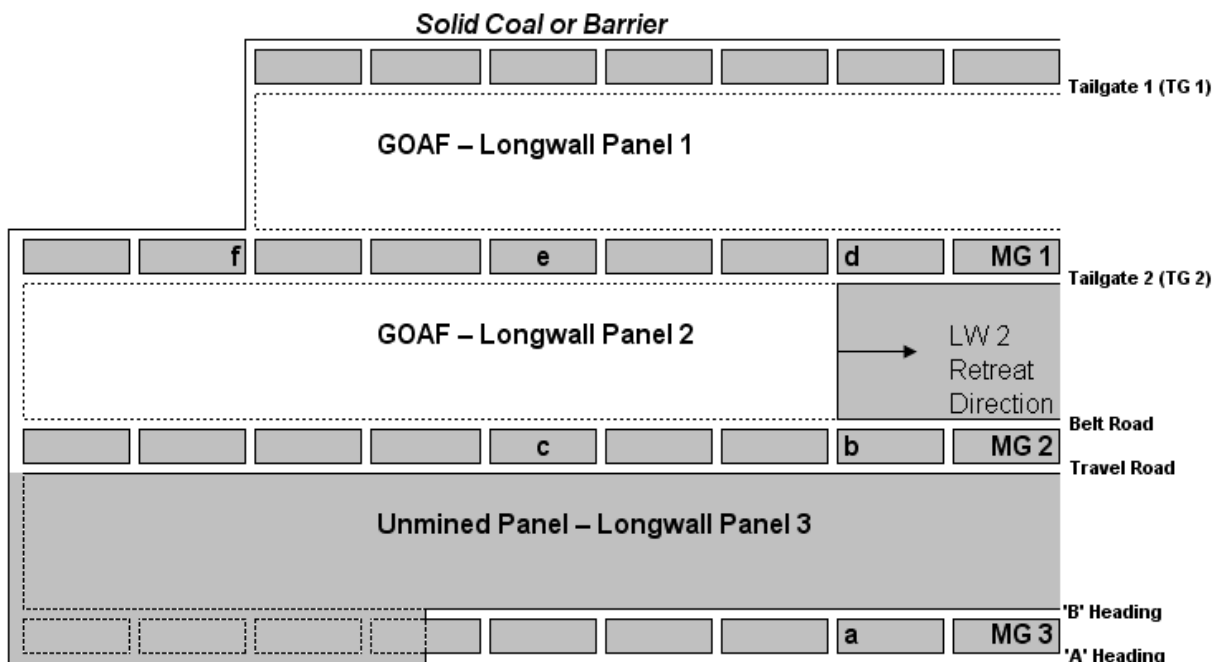 Solid Coal or Barrier
Tailgate 1 (TG 1)
GOAF – Longwall Panel 1
f
e
d
MG 1
Tailgate 2 (TG 2)
GOAF – Longwall Panel 2
LW 2
Retreat
Direction
Belt Road
c
b
MG 2
Travel Road
Unmined Panel – Longwall Panel 3
'B' Heading
a
MG 3
'A' Heading